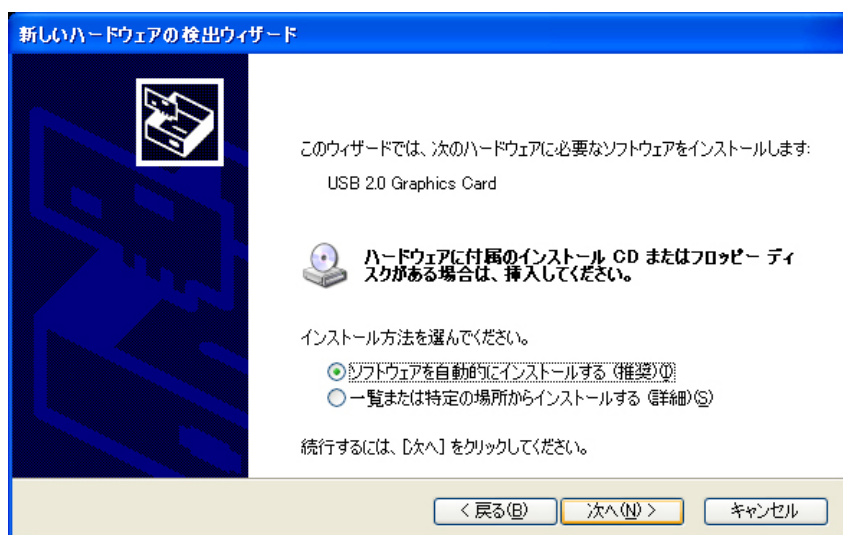 新しいハードウェアの検出ウィザード
このウィザードでは、次のハードウェアに必要なソフトウェアをインストールします:
USB 2.0 Graphics Card
ハードウェアに付属のインストール CD またはフロッピー ディ
スクがある場合は、挿入してください。
インストール方法を選んでください。
ソフトウェアを自動的にインストールする (推奨)(I)
一覧または特定の場所からインストールする (詳細)(S)
続行するには、[次へ] をクリックしてください。
< 戻る(B)
次へ(N) >
キャンセル